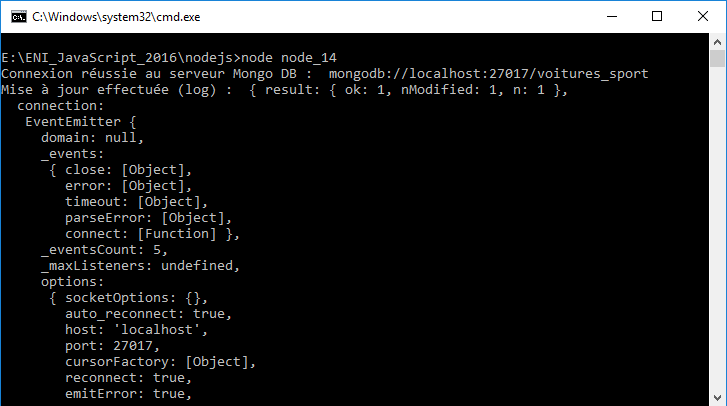 C:\Windows\system32\cmd.exe
E:\ENI_JavaScript_2016\nodejs>node node_14
Connexion réussie au serveur Mongo DB :  mongodb://localhost:27017/voitures_sport
Mise à jour effectuée (log) :  { result: { ok: 1, nModified: 1, n: 1 },
  connection:
   EventEmitter {
     domain: null,
     _events:
      { close: [Object],
        error: [Object],
        timeout: [Object],
        parseError: [Object],
        connect: [Function] },
     _eventsCount: 5,
     _maxListeners: undefined,
     options:
      { socketOptions: {},
        auto_reconnect: true,
        host: 'localhost',
        port: 27017,
        cursorFactory: [Object],
        reconnect: true,
        emitError: true,